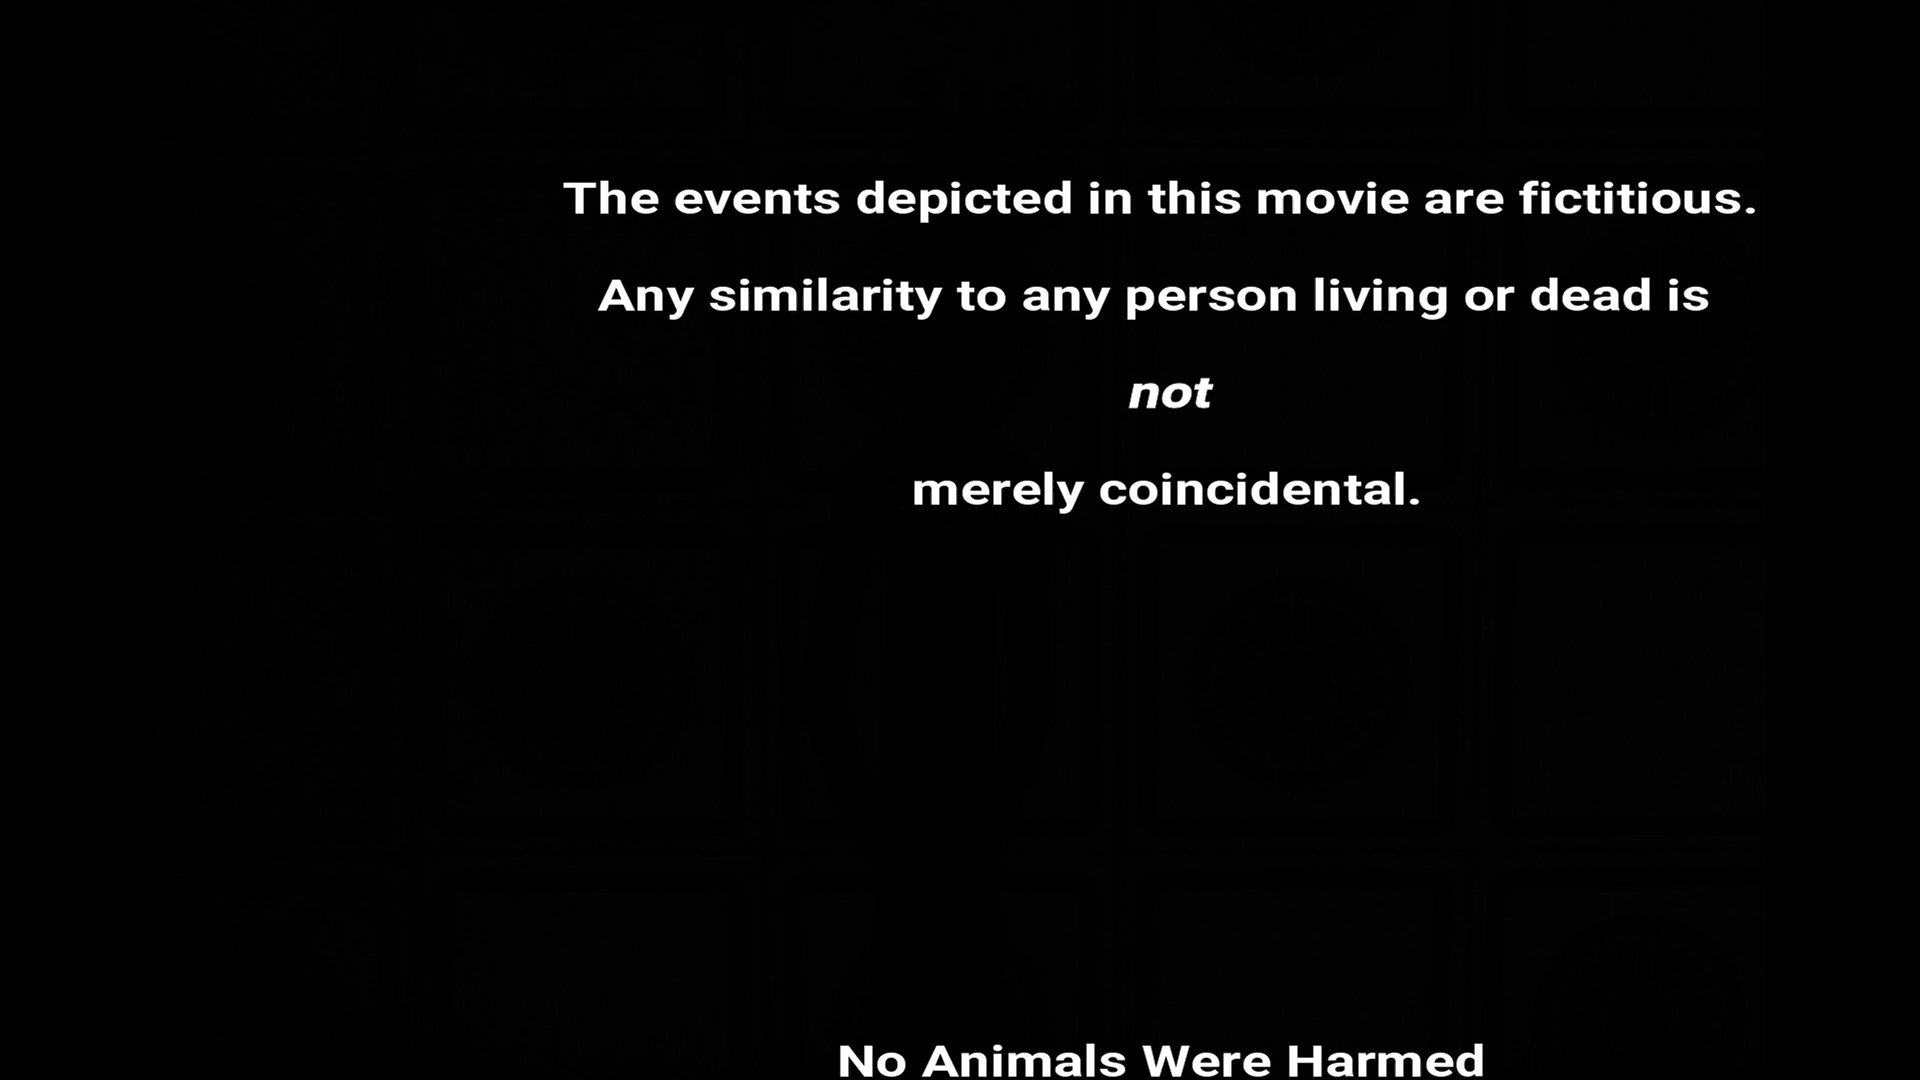 The events depicted in this movie are fictitious.
Any similarity to any person living or dead is
not
merely coincidental.
No Animals Were Harmed